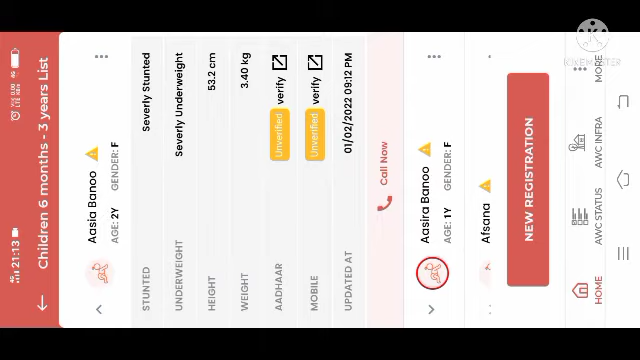 21:13
4G
Children 6 months - 3 years List
Aasia Banoo
AGE: 2Y GENDER: F
STUNTED Severly Stunted
UNDERWEIGHT Severly Underweight
HEIGHT 53.2 cm
WEIGHT 3.40 kg
AADHAAR Unverified verify
MOBILE Unverified verify
UPDATED AT 01/02/2022 09:12 PM
Call Now
Aasira Banoo
AGE: 1Y GENDER: F
Afsana
NEW REGISTRATION
HOME
AWC STATUS
AWC INFRA
MORE